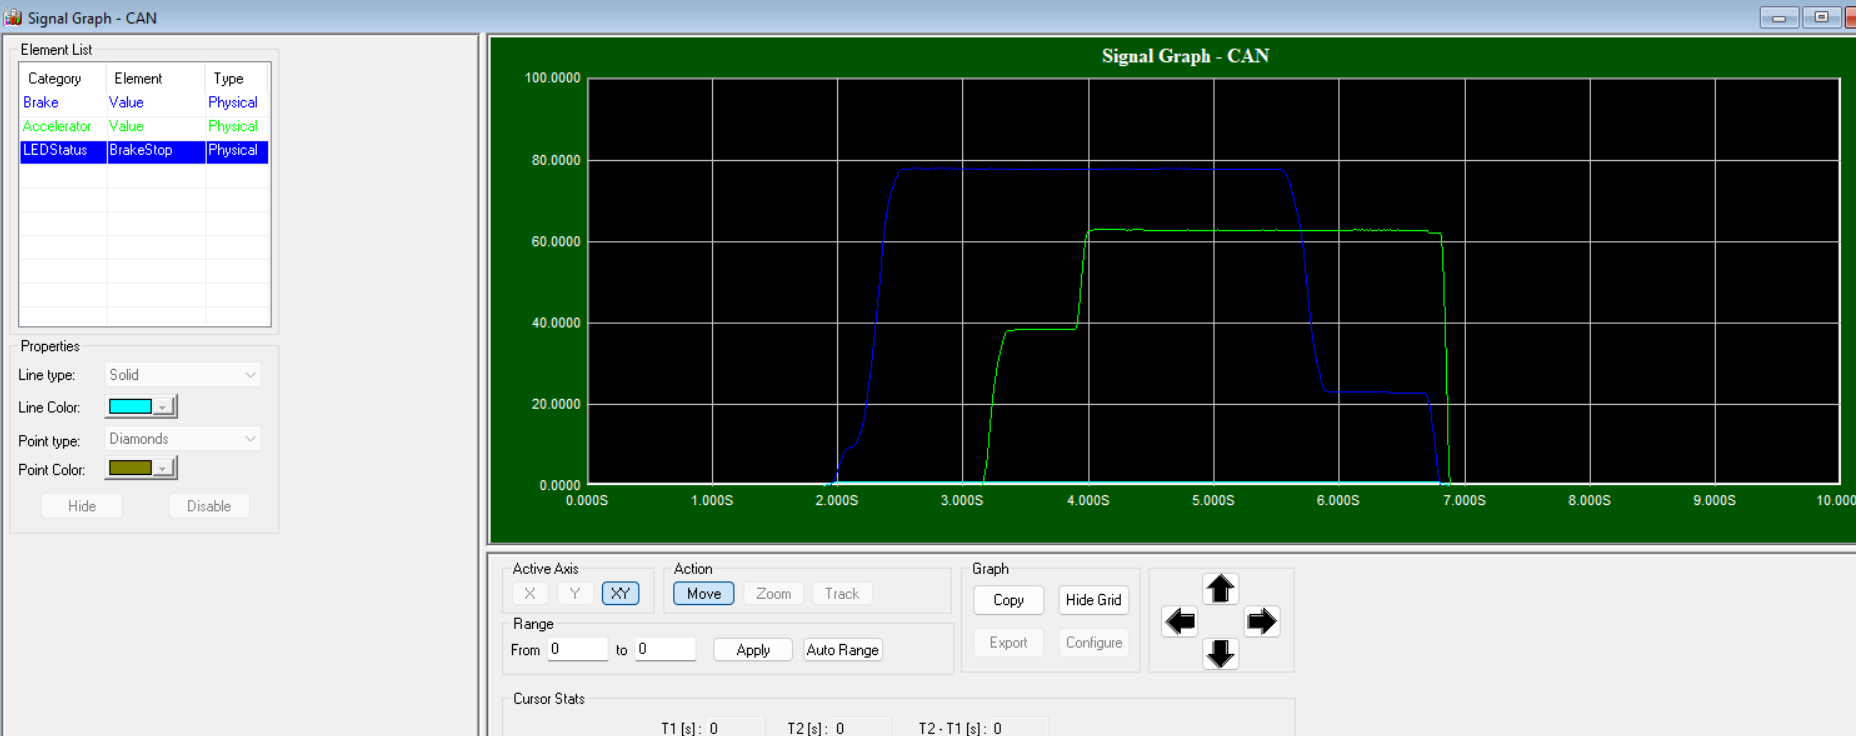 Signal Graph - CAN
Element List
Category Element Type
Brake Value Physical
Accelerator Value Physical
LEDStatus BrakeStop Physical
Properties
Line type: Solid
Line Color:
Point type: Diamonds
Point Color:
Hide Disable
Signal Graph - CAN
100.0000
80.0000
60.0000
40.0000
20.0000
0.0000
0.000S 1.000S 2.000S 3.000S 4.000S 5.000S 6.000S 7.000S 8.000S 9.000S 10.000
Active Axis
X Y XY
Action
Move Zoom Track
Range
From 0 to 0 Apply Auto Range
Graph
Copy Hide Grid
Export Configure
Cursor Stats
T1 [s] : 0 T2 [s] : 0 T2 - T1 [s] : 0